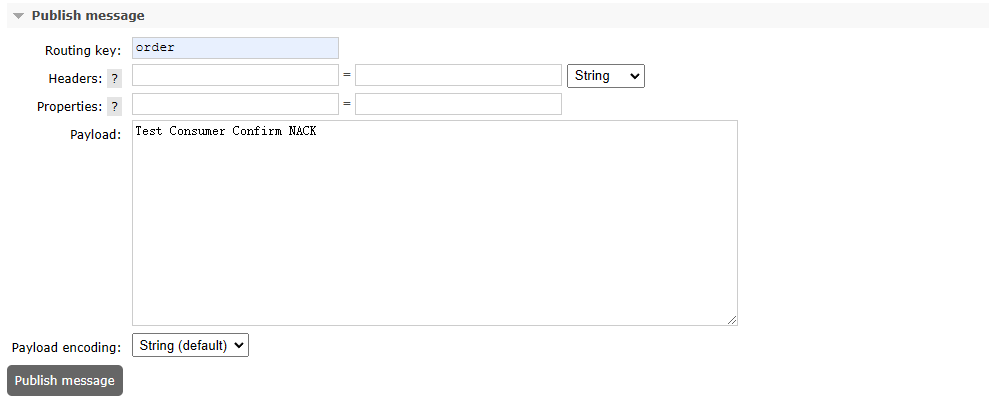 Publish message
Routing key: order
Headers: ? = String
Properties: ? =
Payload: Test Consumer Confirm NACK
Payload encoding: String (default)
Publish message